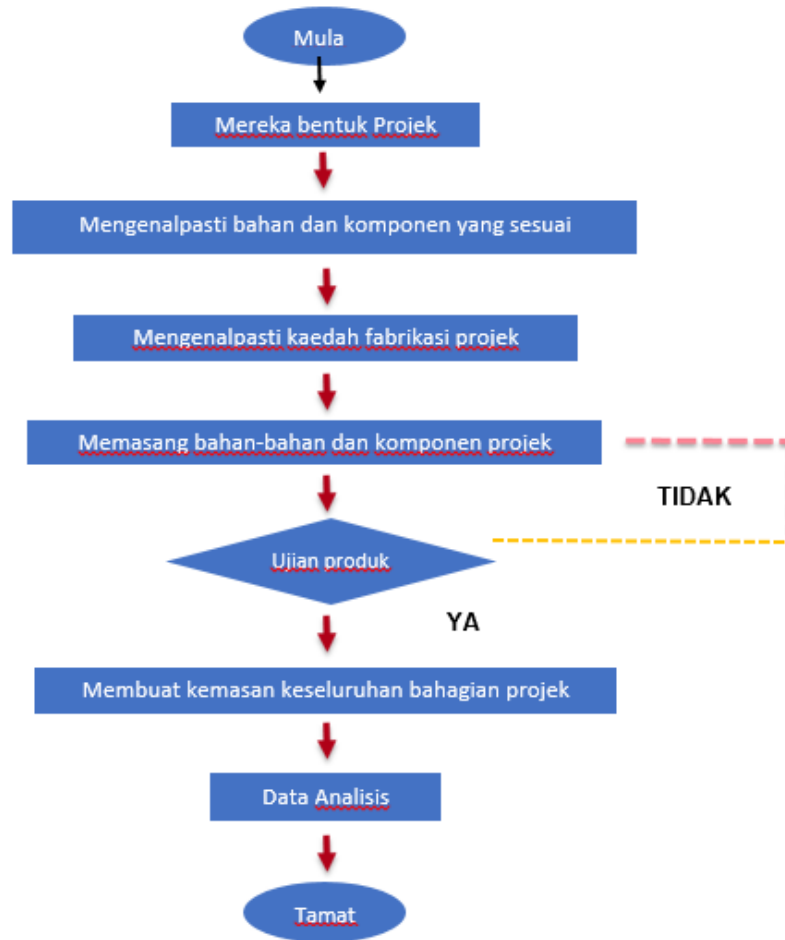 Mula
Mereka bentuk Projek
Mengenalpasti bahan dan komponen yang sesuai
Mengenalpasti kaedah fabrikasi projek
Memasang bahan-bahan dan komponen projek
TIDAK
Ujian produk
YA
Membuat kemasan keseluruhan bahagian projek
Data Analisis
Tamat